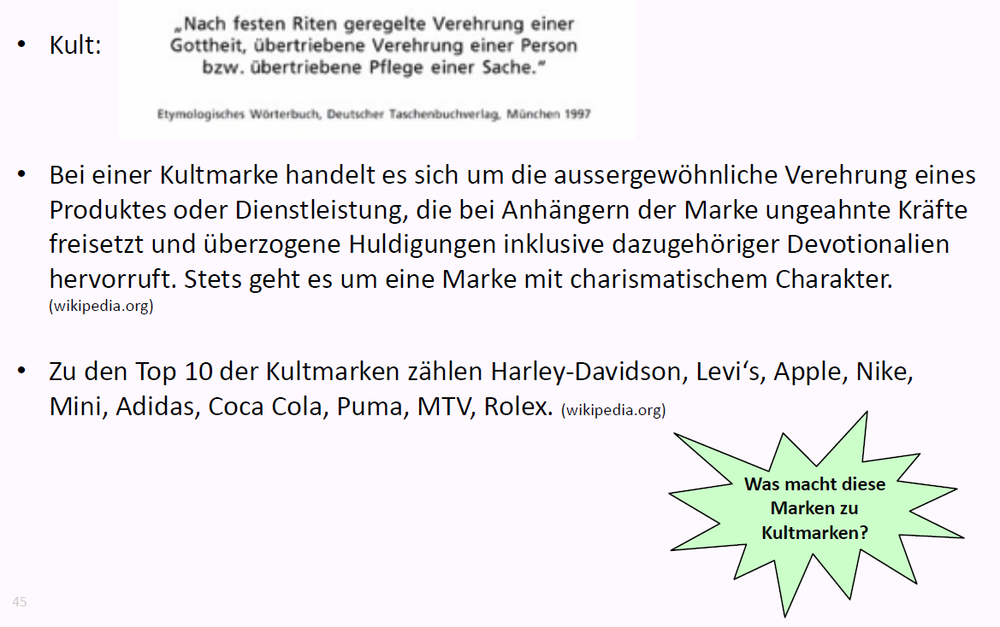 • Kult:
„Nach festen Riten geregelte Verehrung einer
Gottheit, übertriebene Verehrung einer Person
bzw. übertriebene Pflege einer Sache.“
Etymologisches Wörterbuch, Deutscher Taschenbuchverlag, München 1997
• Bei einer Kultmarke handelt es sich um die aussergewöhnliche Verehrung eines
Produktes oder Dienstleistung, die bei Anhängern der Marke ungeahnte Kräfte
freisetzt und überzogene Huldigungen inklusive dazugehöriger Devotionalien
hervorruft. Stets geht es um eine Marke mit charismatischem Charakter.
(wikipedia.org)
• Zu den Top 10 der Kultmarken zählen Harley-Davidson, Levi‘s, Apple, Nike,
Mini, Adidas, Coca Cola, Puma, MTV, Rolex. (wikipedia.org)
Was macht diese
Marken zu
Kultmarken?
45